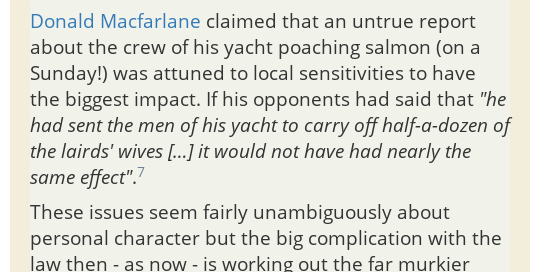 Donald Macfarlane claimed that an untrue report
about the crew of his yacht poaching salmon (on a
Sunday!) was attuned to local sensitivities to have
the biggest impact. If his opponents had said that "he
had sent the men of his yacht to carry off half-a-dozen of
the lairds' wives [...] it would not have had nearly the
same effect".7
These issues seem fairly unambiguously about
personal character but the big complication with the
law then - as now - is working out the far murkier